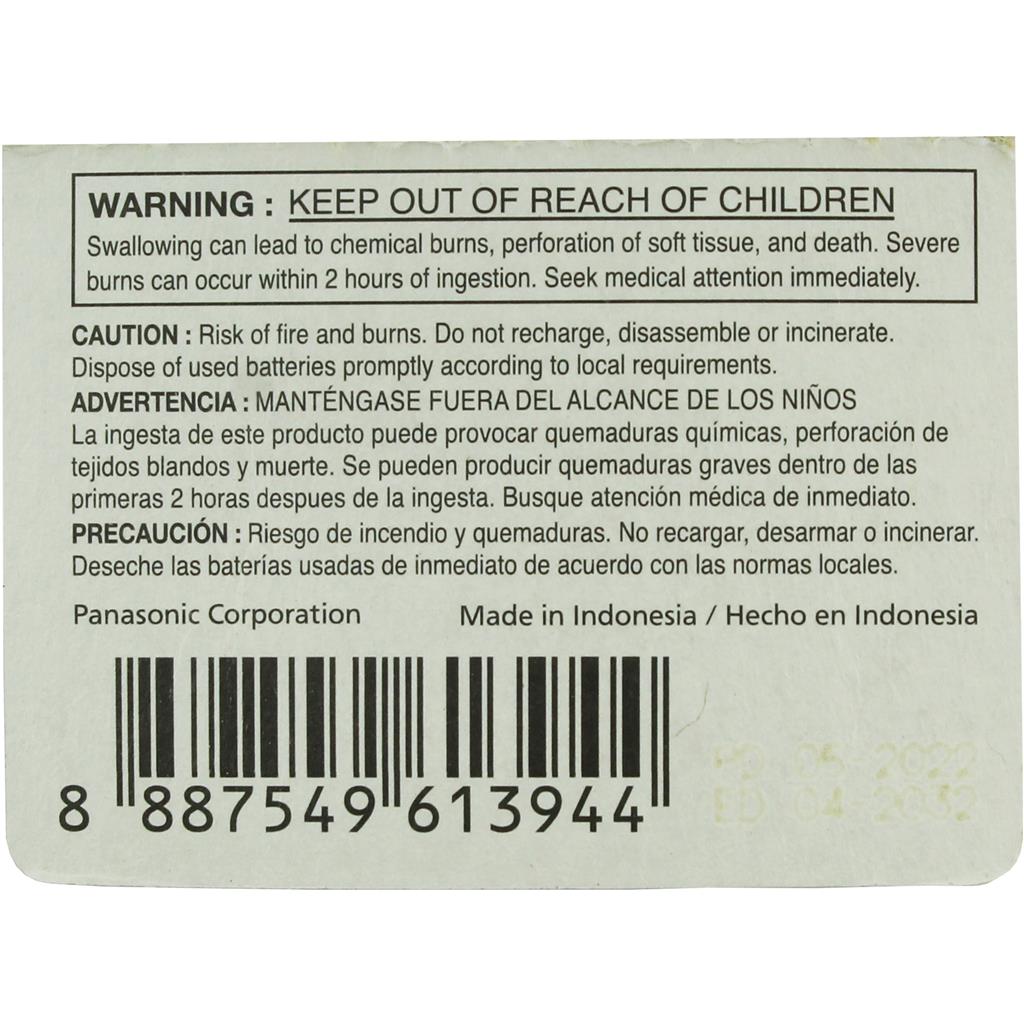 WARNING : KEEP OUT OF REACH OF CHILDREN
Swallowing can lead to chemical burns, perforation of soft tissue, and death. Severe
burns can occur within 2 hours of ingestion. Seek medical attention immediately.
CAUTION : Risk of fire and burns. Do not recharge, disassemble or incinerate.
Dispose of used batteries promptly according to local requirements.
ADVERTENCIA : MANTÉNGASE FUERA DEL ALCANCE DE LOS NIÑOS
La ingesta de este producto puede provocar quemaduras químicas, perforación de
tejidos blandos y muerte. Se pueden producir quemaduras graves dentro de las
primeras 2 horas despues de la ingesta. Busque atención médica de inmediato.
PRECAUCIÓN : Riesgo de incendio y quemaduras. No recargar, desarmar o incinerar.
Deseche las baterías usadas de inmediato de acuerdo con las normas locales.
Panasonic Corporation Made in Indonesia / Hecho en Indonesia
PD 05-2022
ED 04-2032
8 887549 613944